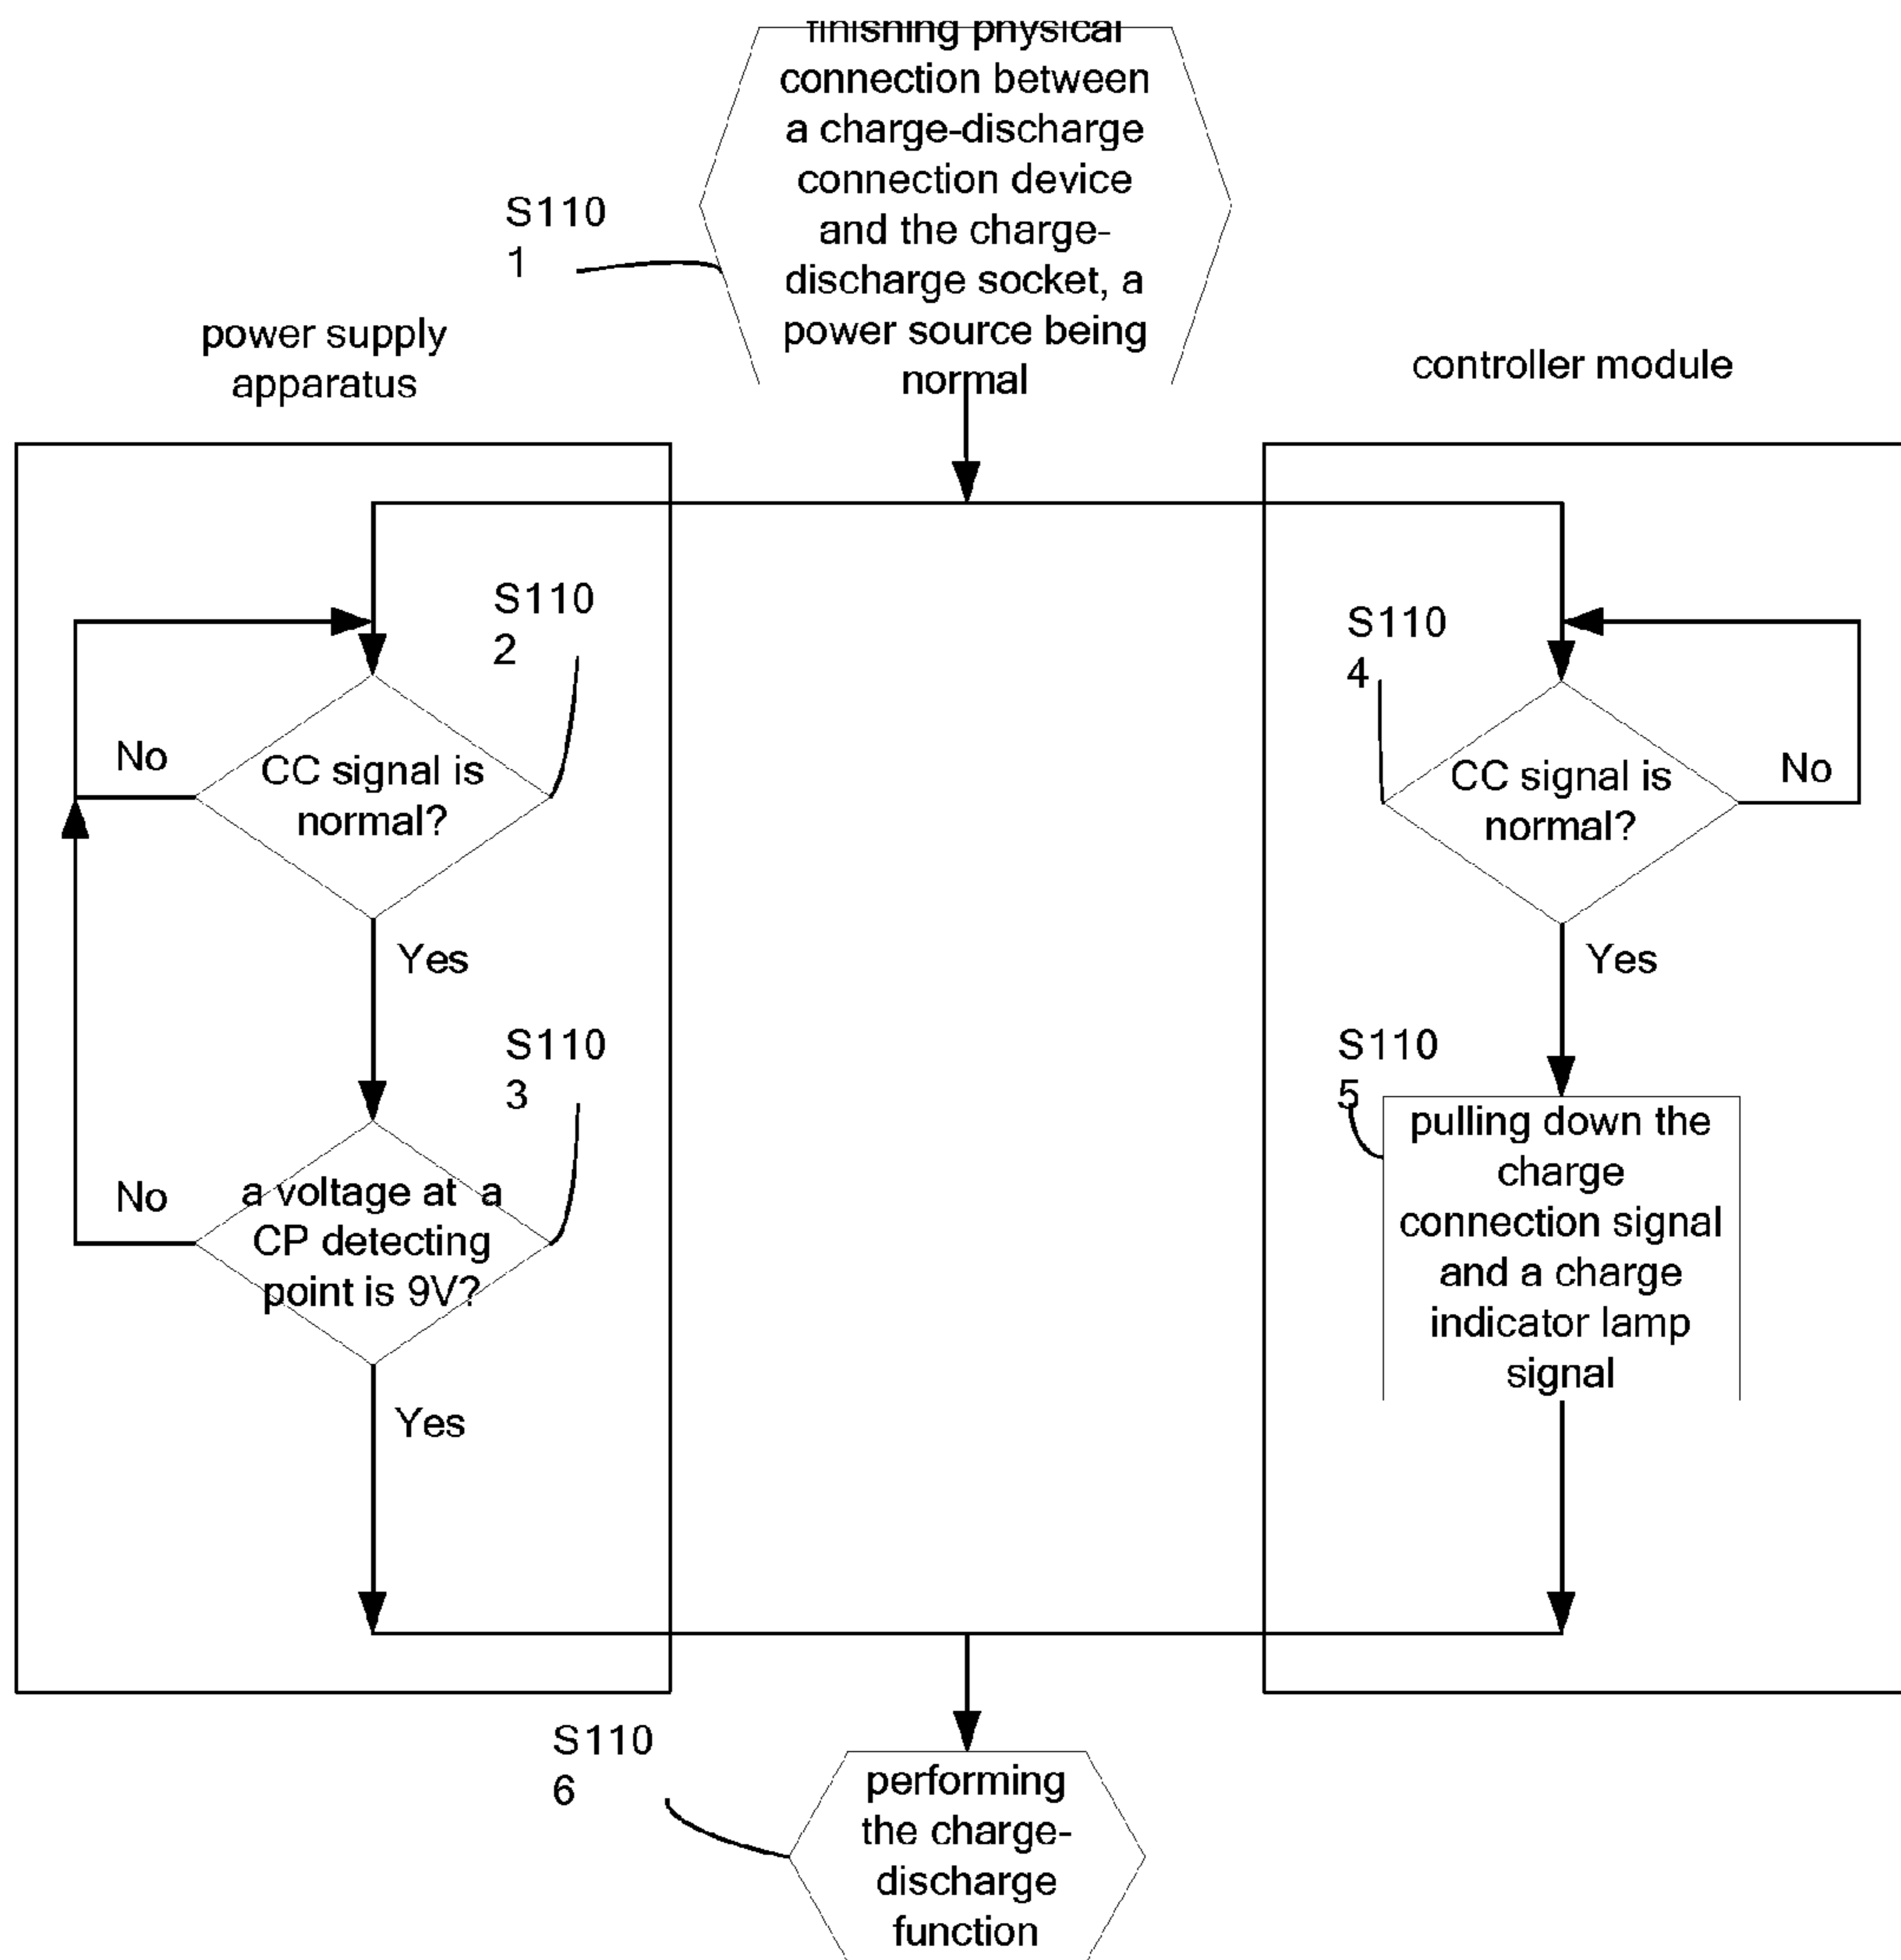 finishing physical
connection between
a charge-discharge
connection device
and the charge-
discharge socket, a
power source being
normal
S110
1
power supply
apparatus
controller module
S110
2
CC signal is
normal?
No
Yes
S110
3
a voltage at a
CP detecting
point is 9V?
No
Yes
S110
4
CC signal is
normal?
No
Yes
S110
5
pulling down the
charge
connection signal
and a charge
indicator lamp
signal
S110
6
performing
the charge-
discharge
function